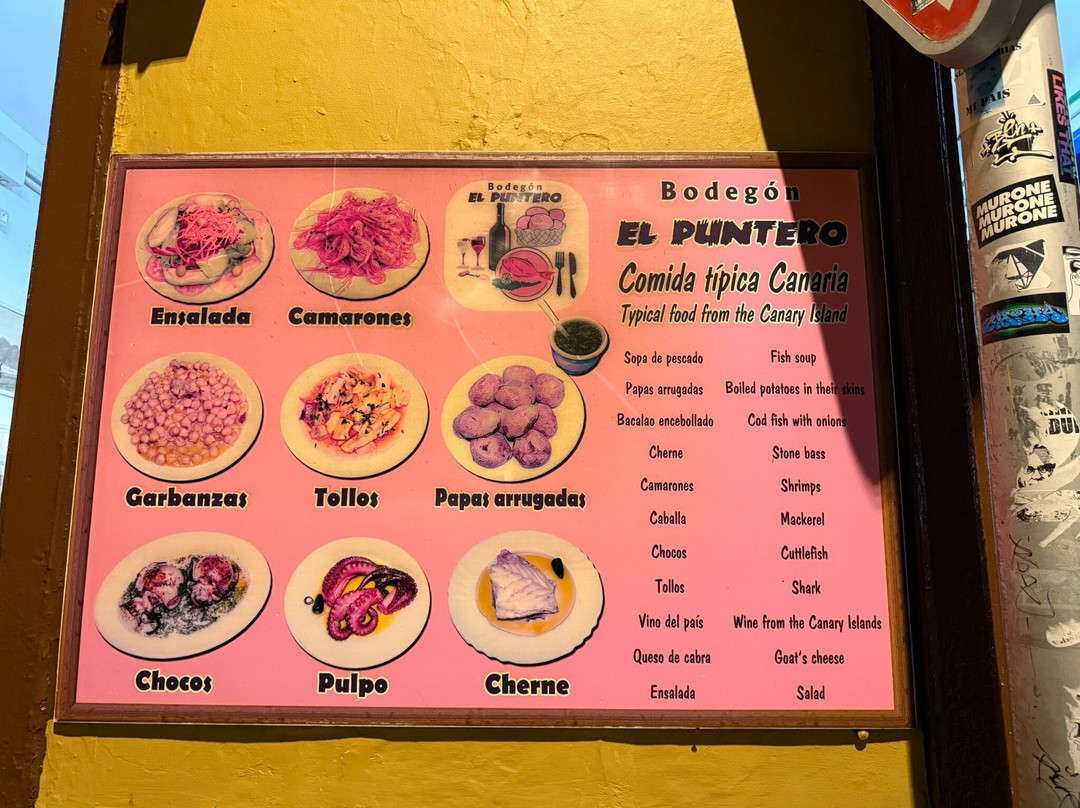 Bodegón
EL PUNTERO
Ensalada
Camarones
Garbanzas
Tollos
Papas arrugadas
Chocos
Pulpo
Cherne
Bodegón
EL PUNTERO
Comida típica Canaria
Typical food from the Canary Island
Sopa de pescado Fish soup
Papas arrugadas Boiled potatoes in their skins
Bacalao encebollado Cod fish with onions
Cherne Stone bass
Camarones Shrimps
Caballa Mackerel
Chocos Cuttlefish
Tollos Shark
Vino del país Wine from the Canary Islands
Queso de cabra Goat's cheese
Ensalada Salad
PAIS
LIKES THAT
MURONE
MURONE
MURONE